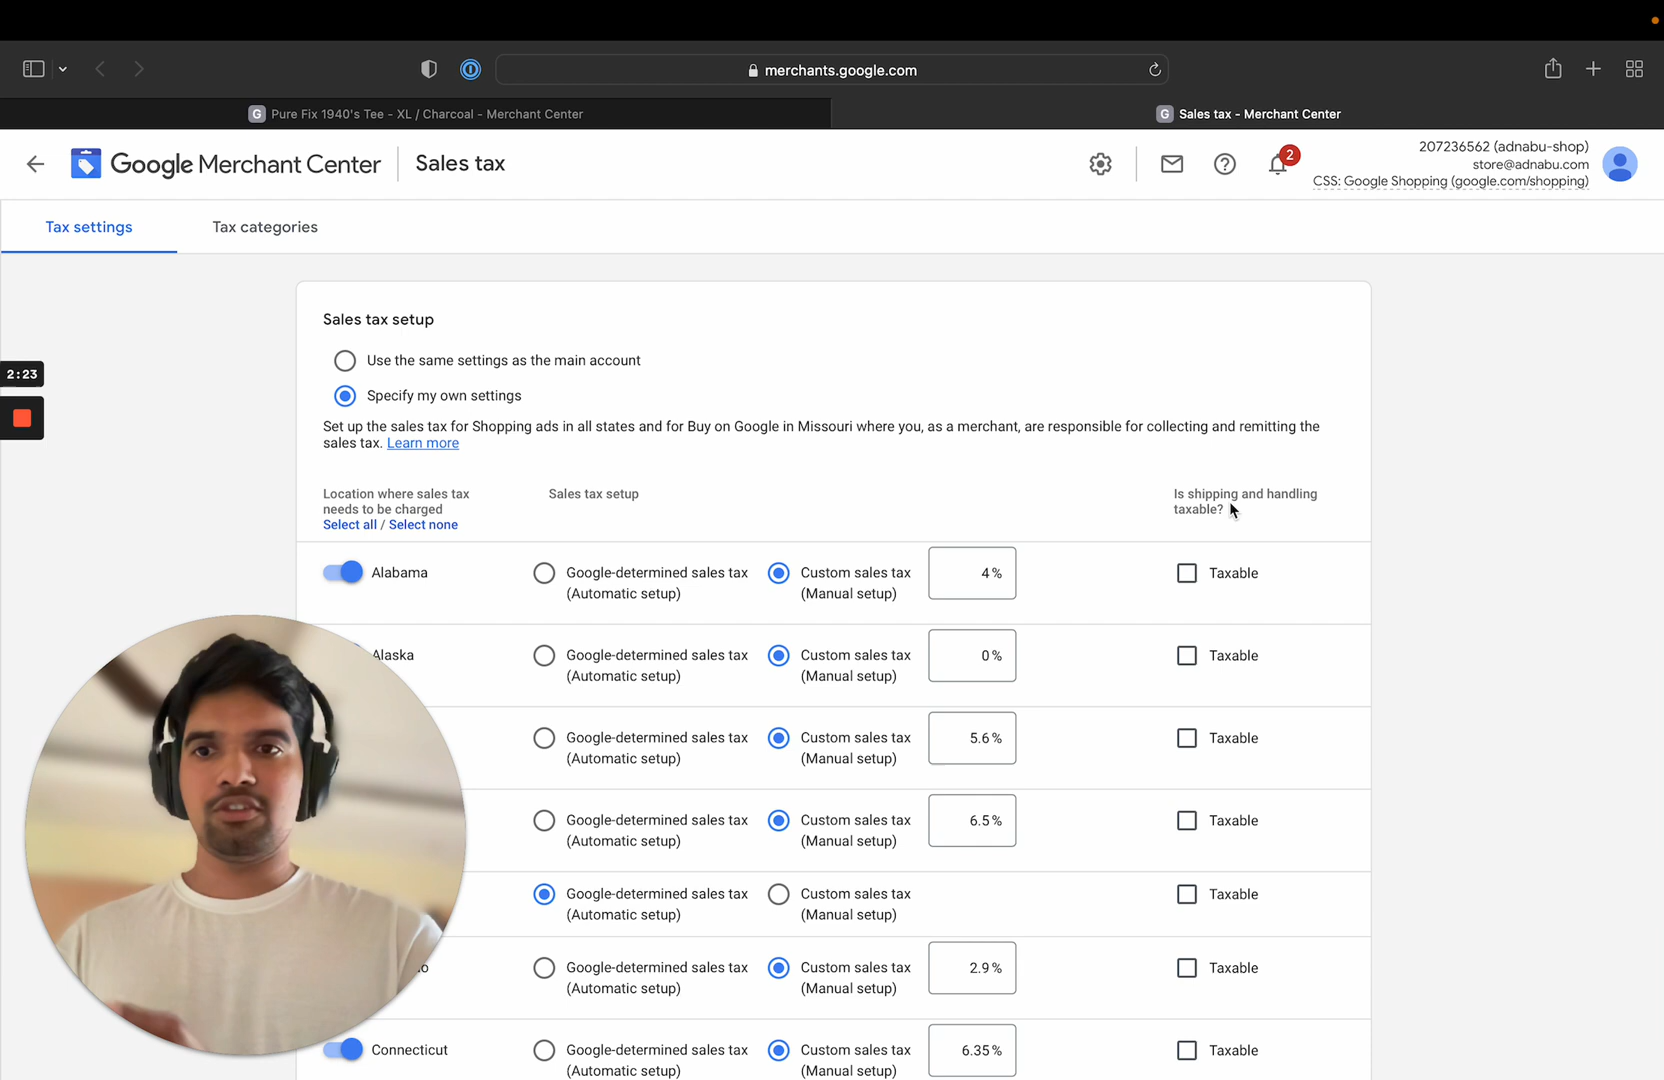 merchants.google.com
G Pure Fix 1940's Tee - XL / Charcoal - Merchant Center
G Sales tax - Merchant Center
Google Merchant Center
Sales tax
2
207236562 (adnabu-shop)
store@adnabu.com
CSS: Google Shopping (google.com/shopping)
Tax settings
Tax categories
Sales tax setup
Use the same settings as the main account
2:23
Specify my own settings
Set up the sales tax for Shopping ads in all states and for Buy on Google in Missouri where you, as a merchant, are responsible for collecting and remitting the
sales tax. Learn more
Location where sales tax
needs to be charged
Select all / Select none
Sales tax setup
Is shipping and handling
taxable?
Alabama
Google-determined sales tax
(Automatic setup)
Custom sales tax
(Manual setup)
4%
Taxable
Alaska
Google-determined sales tax
(Automatic setup)
Custom sales tax
(Manual setup)
0%
Taxable
Google-determined sales tax
(Automatic setup)
Custom sales tax
(Manual setup)
5.6%
Taxable
Google-determined sales tax
(Automatic setup)
Custom sales tax
(Manual setup)
6.5%
Taxable
Google-determined sales tax
(Automatic setup)
Custom sales tax
(Manual setup)
Taxable
Google-determined sales tax
(Automatic setup)
Custom sales tax
(Manual setup)
2.9%
Taxable
Connecticut
Google-determined sales tax
(Automatic setup)
Custom sales tax
(Manual setup)
6.35%
Taxable